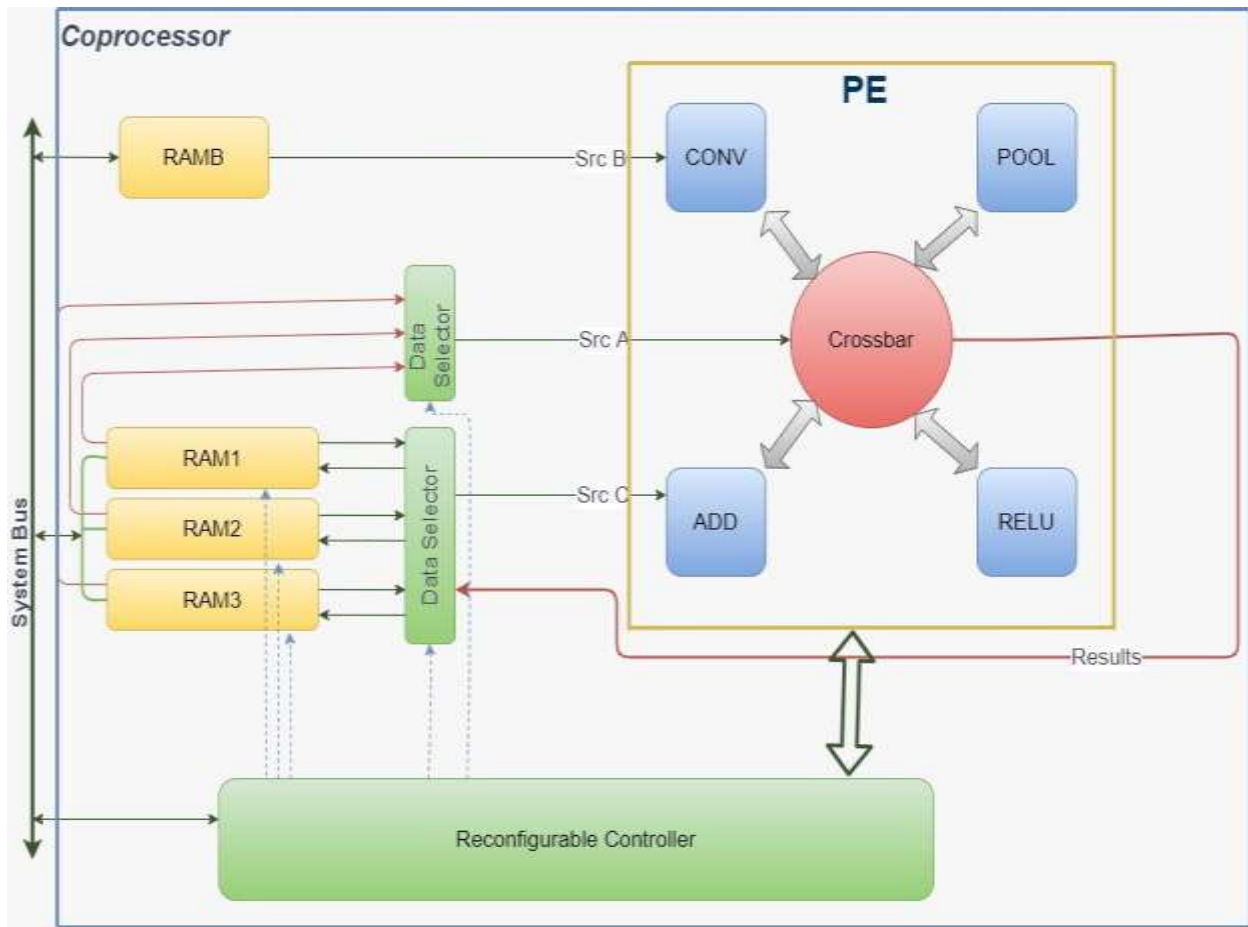 Coprocessor
PE
RAMB
Src B
CONV
POOL
Data
Selector
Src A
Crossbar
RAM1
RAM2
RAM3
Data Selector
Src C
ADD
RELU
System Bus
Results
Reconfigurable Controller